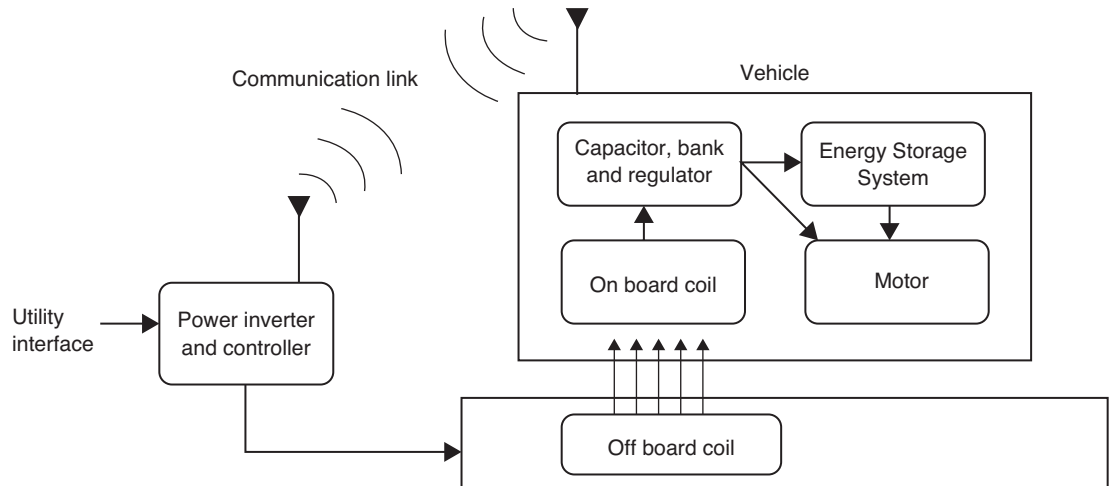 Communication link
Vehicle
Capacitor, bank
and regulator
Energy Storage
System
On board coil
Motor
Utility
interface
Power inverter
and controller
Off board coil